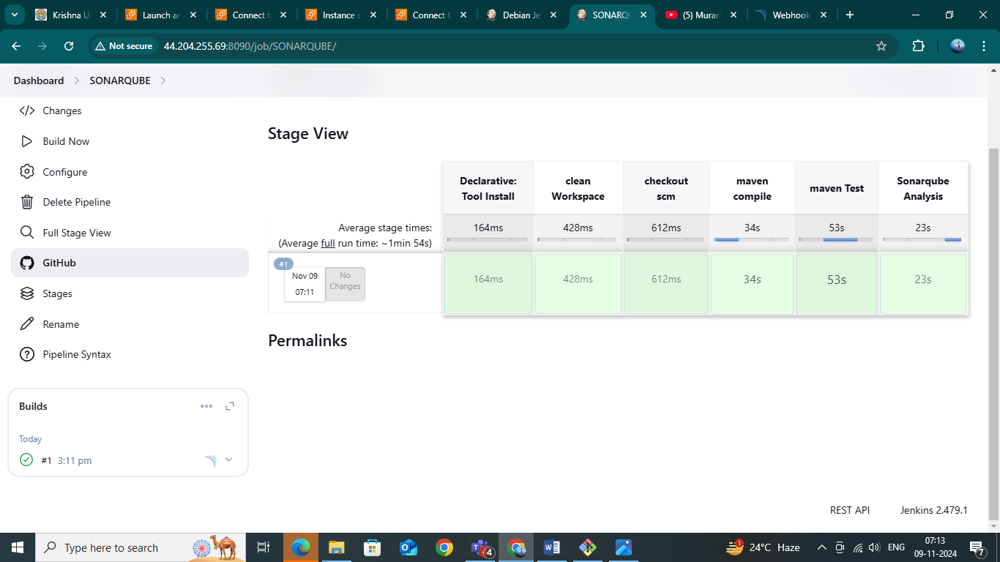 Krishna U
Launch an
Connect t
Instance d
Connect t
Debian Je
SONARQU
(5) Murari
Webhook
Not secure
44.204.255.69:8090/job/SONARQUBE/
Dashboard
SONARQUBE
Changes
Build Now
Configure
Delete Pipeline
Full Stage View
GitHub
Stages
Rename
Pipeline Syntax
Builds
Today
#1 3:11 pm
Stage View
Declarative:
Tool Install
clean
Workspace
checkout
scm
maven
compile
maven Test
Sonarqube
Analysis
Average stage times:
(Average full run time: ~1min 54s)
164ms
428ms
612ms
34s
53s
23s
#1
Nov 09
07:11
No
Changes
164ms
428ms
612ms
34s
53s
23s
Permalinks
REST API
Jenkins 2.479.1
Type here to search
4
1
24°C Haze
ENG
07:13
09-11-2024
7